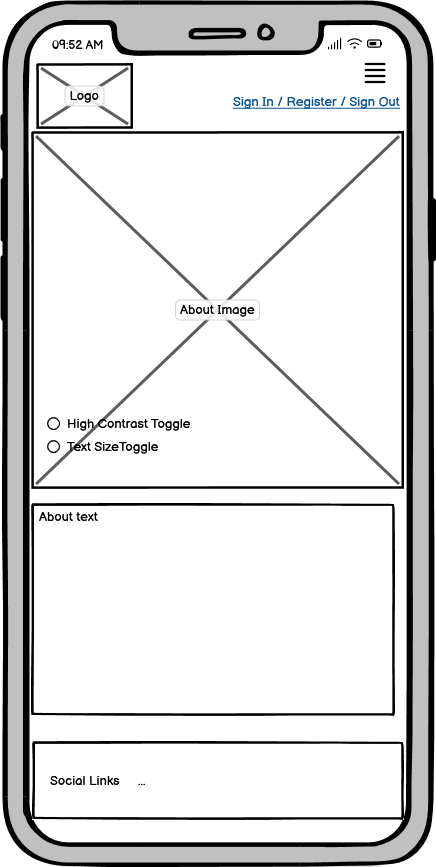 09:52 AM
Logo
Sign In / Register / Sign Out
About Image
High Contrast Toggle
Text SizeToggle
About text
Social Links ...